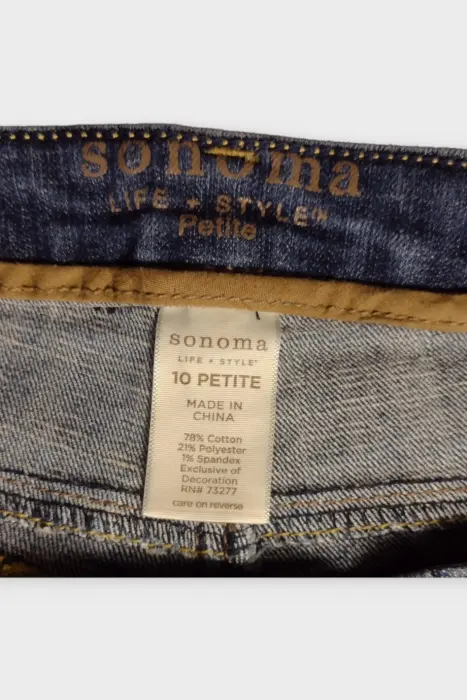 sonoma
LIFE + STYLE™
Petite
sonoma
LIFE + STYLE®
10 PETITE
MADE IN
CHINA
78% Cotton
21% Polyester
1% Spandex
Exclusive of
Decoration
RN# 73277
care on reverse